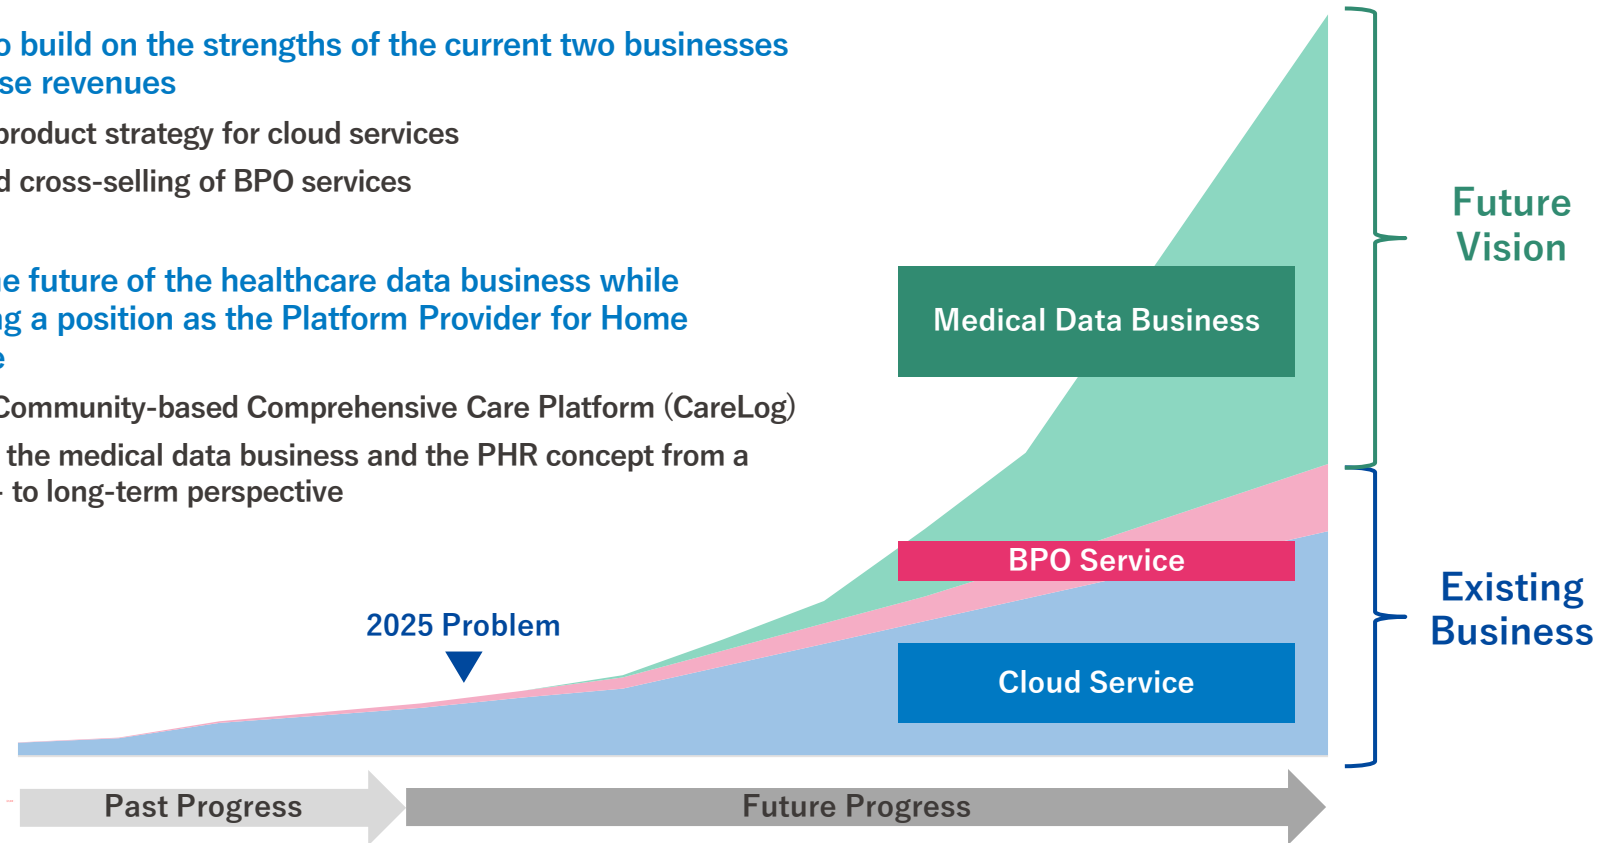 o build on the strengths of the current two businesses
se revenues
product strategy for cloud services
d cross-selling of BPO services
e future of the healthcare data business while
ng a position as the Platform Provider for Home
e
Community-based Comprehensive Care Platform (CareLog)
the medical data business and the PHR concept from a
- to long-term perspective
Future
Vision
Medical Data Business
BPO Service
Existing
Business
2025 Problem
Cloud Service
Past Progress
Future Progress